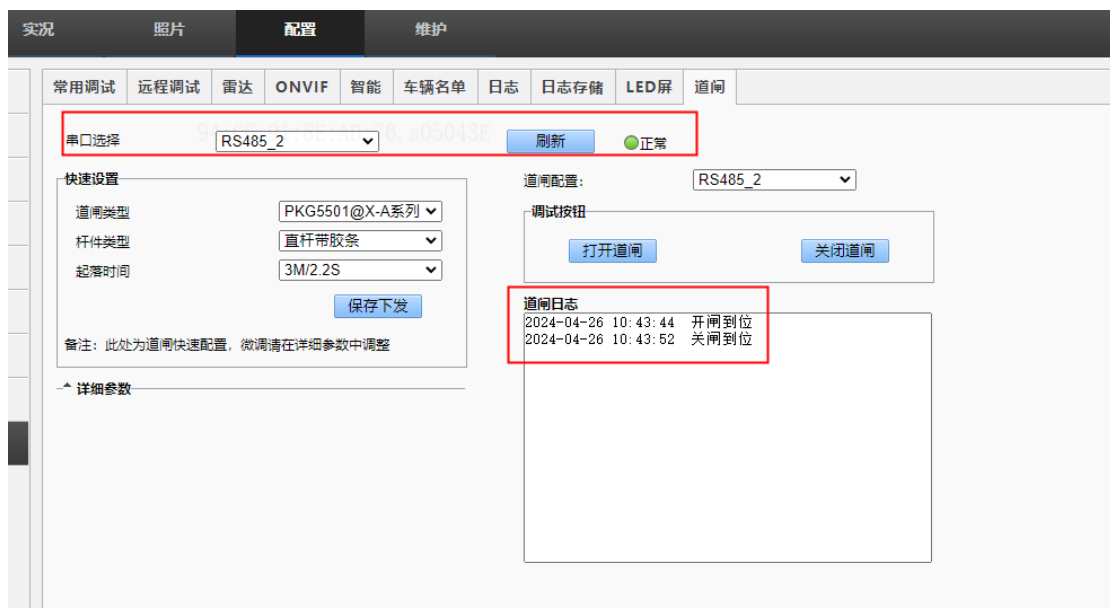 实况 照片 配置 维护
常用调试 远程调试 雷达 ONVIF 智能 车辆名单 日志 日志存储 LED屏 道闸
串口选择 RS485_2 刷新 正常
快速设置
道闸类型 PKG5501@X-A系列
杆件类型 直杆带胶条
起落时间 3M/2.2S
保存下发
备注：此处为道闸快速配置，微调请在详细参数中调整
详细参数
道闸配置： RS485_2
调试按钮
打开道闸 关闭道闸
道闸日志
2024-04-26 10:43:44 开闸到位
2024-04-26 10:43:52 关闸到位